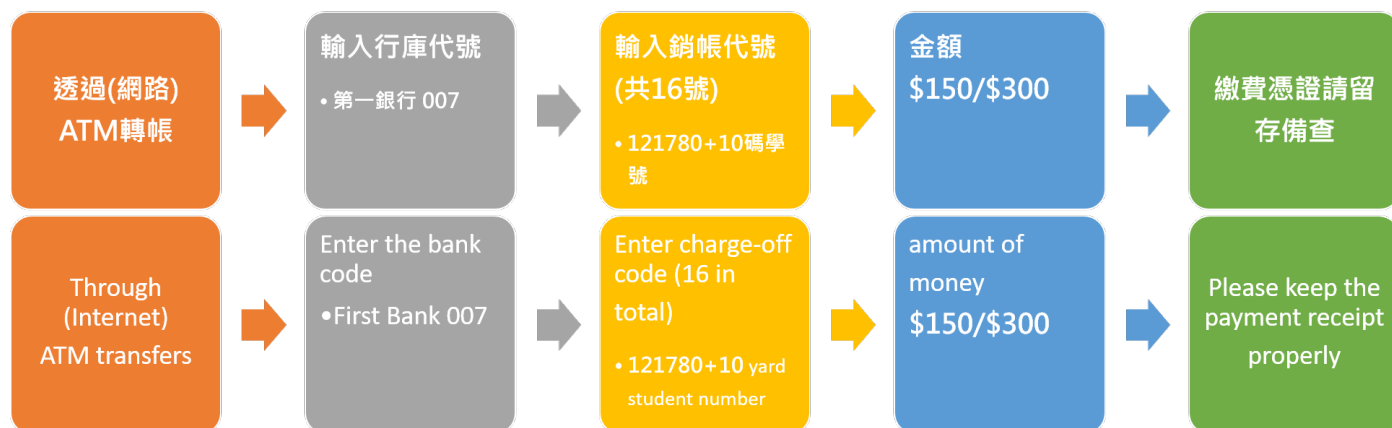 透過(網路)
ATM轉帳
輸入行庫代號
• 第一銀行 007
輸入銷帳代號
(共16號)
• 121780+10碼學
號
金額
$150/$300
繳費憑證請留
存備查
Through
(Internet)
ATM transfers
Enter the bank
code
•First Bank 007
Enter charge-off
code (16 in
total)
• 121780+10 yard
student number
amount of
money
$150/$300
Please keep the
payment receipt
properly